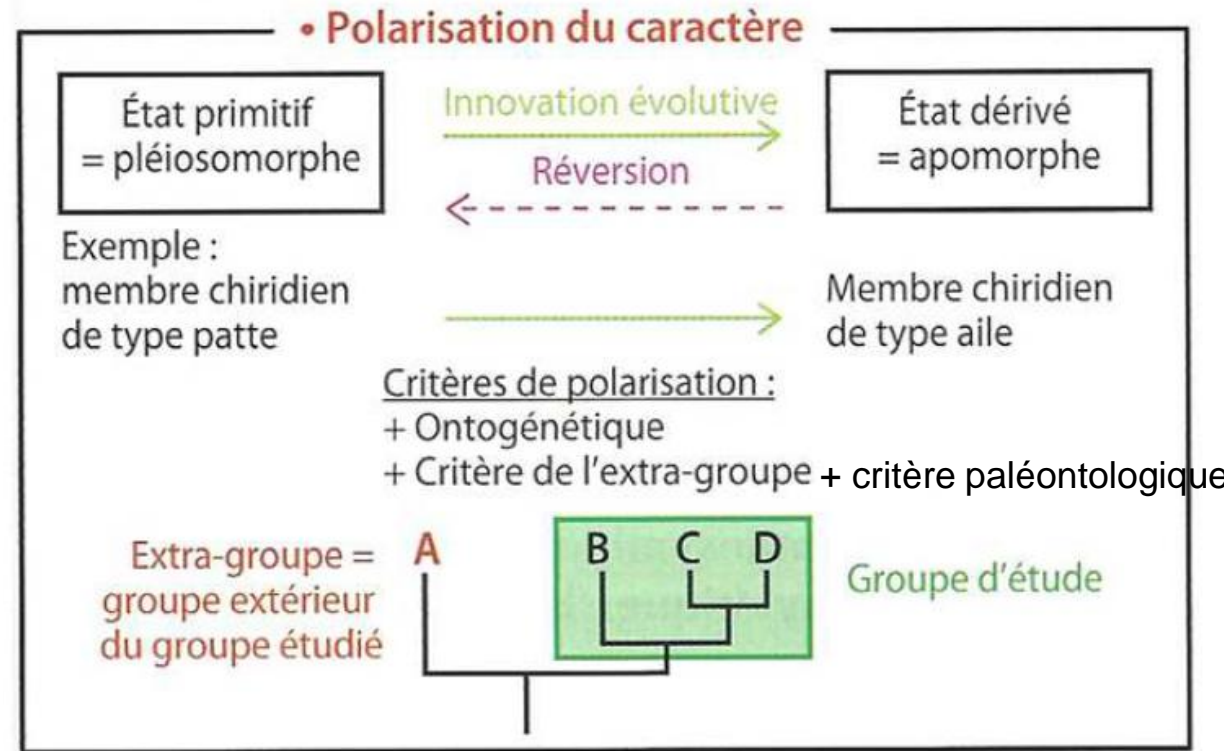 • Polarisation du caractère
État primitif
= pléiosomorphe
Innovation évolutive
Réversion
État dérivé
= apomorphe
Exemple :
membre chiridien
de type patte
Membre chiridien
de type aile
Critères de polarisation :
+ Ontogénétique
+ Critère de l'extra-groupe + critère paléontologique
Extra-groupe =
groupe extérieur
du groupe étudié
A
B C D
Groupe d'étude